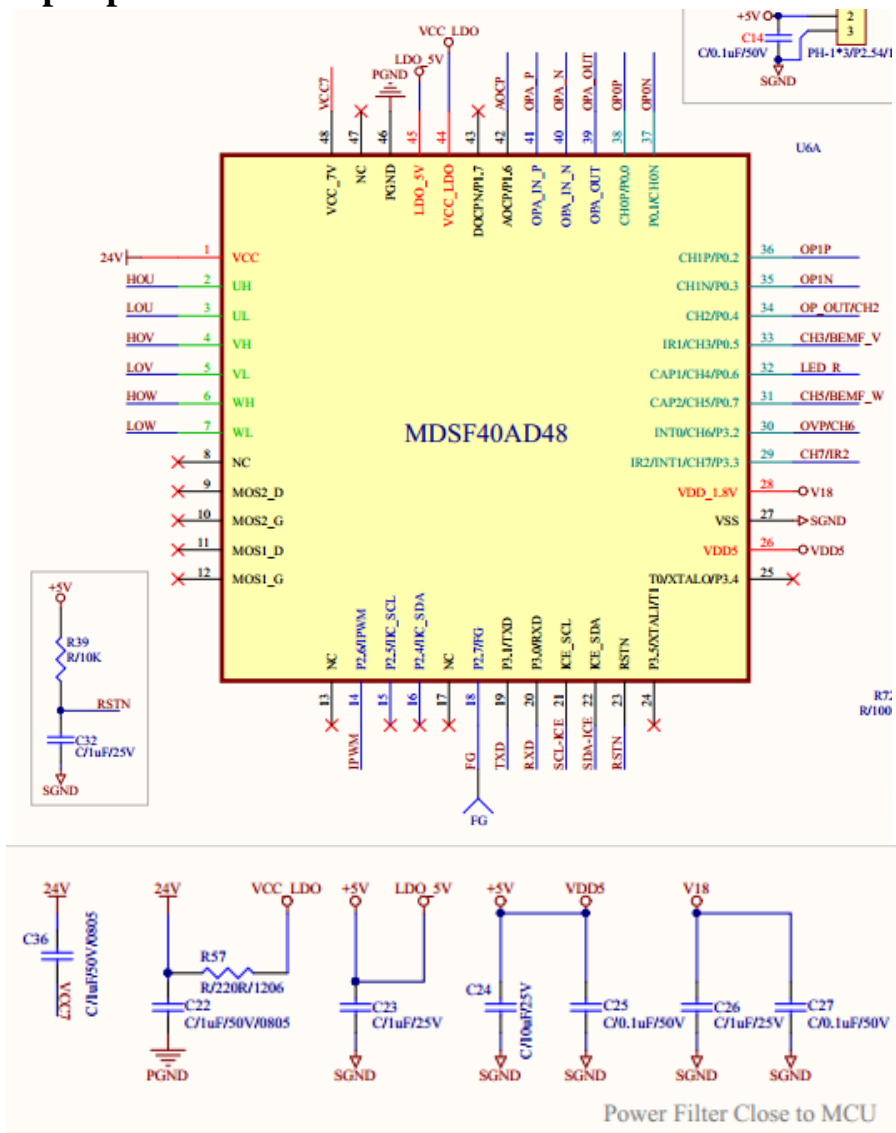 +5V
2
3
C14
C/0.1uF/50V
PH-1*3/P2.54/1
SGND
VCC_LDO
LDO_5V
PGND
VCC7
AOCP
OPA_P
OPA_N
OPA_OUT
OP0P
OP0N
48
47
46
45
44
43
42
41
40
39
38
37
U6A
VCC_7V
NC
PGND
LDO_5V
VCC_LDO
DOCPN/P1.7
AOCP/P1.6
OPA_IN_P
OPA_IN_N
OPA_OUT
CH0P/P0.0
P0.1/CH0N
24V 1 VCC
HOU 2 UH
LOU 3 UL
HOV 4 VH
LOV 5 VL
HOW 6 WH
LOW 7 WL
8 NC
9 MOS2_D
10 MOS2_G
11 MOS1_D
12 MOS1_G
MDSF40AD48
CH1P/P0.2 36 OP1P
CH1N/P0.3 35 OP1N
CH2/P0.4 34 OP_OUT/CH2
IR1/CH3/P0.5 33 CH3/BEMF_V
CAP1/CH4/P0.6 32 LED_R
CAP2/CH5/P0.7 31 CH5/BEMF_W
INT0/CH6/P3.2 30 OVP/CH6
IR2/INT1/CH7/P3.3 29 CH7/IR2
VDD_1.8V 28 V18
VSS 27 SGND
VDD5 26 VDD5
T0/XTALO/P3.4 25
NC
P2.6/IPWM
P2.5/IIC_SCL
P2.4/IIC_SDA
NC
P2.7/FG
P3.1/TXD
P3.0/RXD
ICE_SCL
ICE_SDA
RSTN
P3.5/XTALI/T1
13
14
15
16
17
18
19
20
21
22
23
24
IPWM
FG
TXD
RXD
SCL-ICE
SDA-ICE
RSTN
FG
+5V
R39
R/10K
RSTN
C32
C/1uF/25V
SGND
R72
R/100
24V
C36
C/1uF/50V/0805
VCC7
24V
VCC_LDO
R57
R/220R/1206
C22
C/1uF/50V/0805
PGND
+5V
LDO_5V
C23
C/1uF/25V
SGND
+5V
VDD5
C24
C/10uF/25V
C25
C/0.1uF/50V
SGND
SGND
V18
C26
C/1uF/25V
C27
C/0.1uF/50V
SGND
SGND
Power Filter Close to MCU